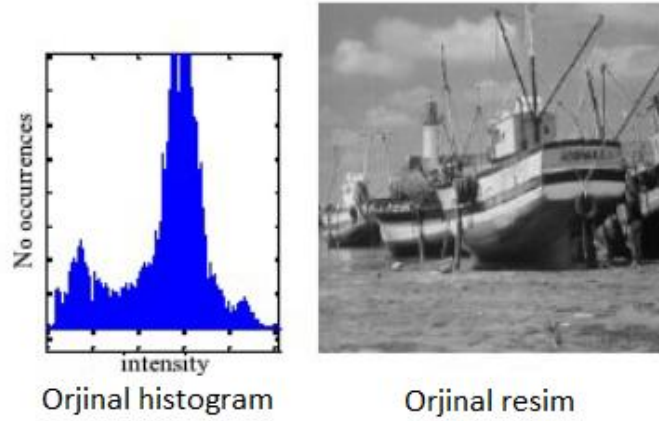 No occurrences
intensity
Orjinal histogram
Orjinal resim